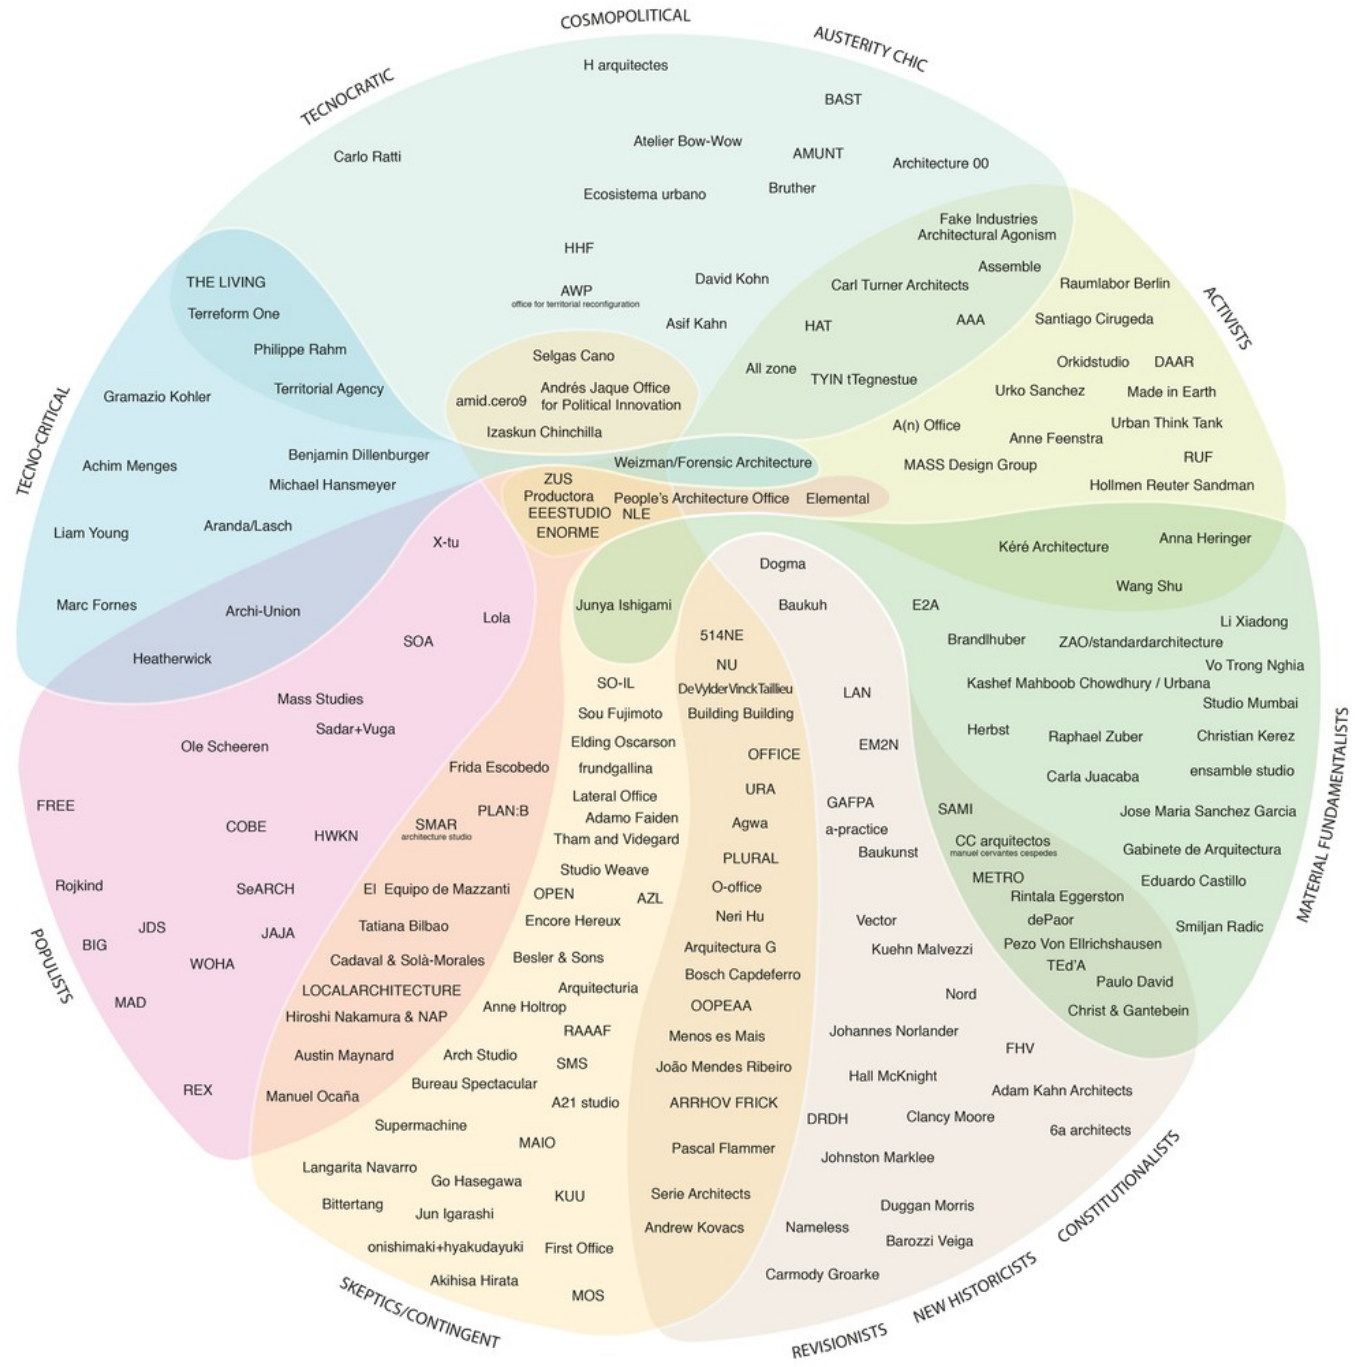 COSMOPOLITICAL
AUSTERITY CHIC
TECNOCRATIC
H arquitectes
BAST
Carlo Ratti
Atelier Bow-Wow
AMUNT
Architecture 00
Ecosistema urbano
Bruther
Fake Industries
Architectural Agonism
HHF
THE LIVING
David Kohn
Assemble
Carl Turner Architects
Raumlabor Berlin
AWP
office for territorial reconfiguration
ACTIVISTS
Terreform One
Asif Kahn
HAT
AAA
Santiago Cirugeda
Philippe Rahm
Selgas Cano
All zone
TYIN tTegnestue
Orkidstudio
DAAR
Gramazio Kohler
Territorial Agency
amid.cero9
Andrés Jaque Office
for Political Innovation
Urko Sanchez
Made in Earth
Izaskun Chinchilla
A(n) Office
Anne Feenstra
Urban Think Tank
TECNO-CRITICAL
Achim Menges
Benjamin Dillenburger
Weizman/Forensic Architecture
MASS Design Group
RUF
Michael Hansmeyer
ZUS
Productora
People's Architecture Office
Elemental
Hollmen Reuter Sandman
EEESTUDIO
NLE
ENORME
Liam Young
Aranda/Lasch
X-tu
Kéré Architecture
Anna Heringer
Dogma
Wang Shu
Marc Fornes
Archi-Union
Lola
Junya Ishigami
Baukuh
E2A
Li Xiadong
SOA
514NE
Brandlhuber
ZAO/standardarchitecture
Heatherwick
NU
Vo Trong Nghia
SO-IL
DeVylderVinckTaillieu
LAN
Kashef Mahboob Chowdhury / Urbana
Mass Studies
Studio Mumbai
Sadar+Vuga
Sou Fujimoto
Building Building
Herbst
Raphael Zuber
Christian Kerez
Ole Scheeren
Elding Oscarson
OFFICE
EM2N
Frida Escobedo
frundgallina
Carla Juacaba
ensamble studio
FREE
Lateral Office
URA
GAFPA
SAMI
Jose Maria Sanchez Garcia
PLAN:B
COBE
HWKN
SMAR
architecture studio
Adamo Faiden
Agwa
a-practice
CC arquitectos
manuel cervantes cespedes
Tham and Videgard
Baukunst
Gabinete de Arquitectura
PLURAL
Studio Weave
METRO
Eduardo Castillo
MATERIAL FUNDAMENTALISTS
Rojkind
SeARCH
El Equipo de Mazzanti
OPEN
AZL
O-office
Rintala Eggerston
JDS
JAJA
Tatiana Bilbao
Encore Hereux
Neri Hu
Vector
dePaor
Smiljan Radic
BIG
WOHA
Cadaval & Solà-Morales
Besler & Sons
Arquitectura G
Kuehn Malvezzi
Pezo Von Ellrichshausen
POPULISTS
TEd'A
Bosch Capdeferro
Paulo David
MAD
LOCALARCHITECTURE
Arquitecturia
Nord
Anne Holtrop
OOPEAA
Christ & Gantebein
Hiroshi Nakamura & NAP
RAAAF
Menos es Mais
Johannes Norlander
FHV
Austin Maynard
Arch Studio
SMS
João Mendes Ribeiro
Hall McKnight
REX
Manuel Ocaña
Bureau Spectacular
A21 studio
ARRHOV FRICK
Adam Kahn Architects
DRDH
Clancy Moore
6a architects
Supermachine
MAIO
Pascal Flammer
Johnston Marklee
CONSTITUTIONALISTS
Langarita Navarro
Go Hasegawa
KUU
Serie Architects
Duggan Morris
Bittertang
Jun Igarashi
Andrew Kovacs
Nameless
Barozzi Veiga
onishimaki+hyakudayuki
First Office
Akihisa Hirata
Carmody Groarke
NEW HISTORICISTS
MOS
SKEPTICS/CONTINGENT
REVISIONISTS